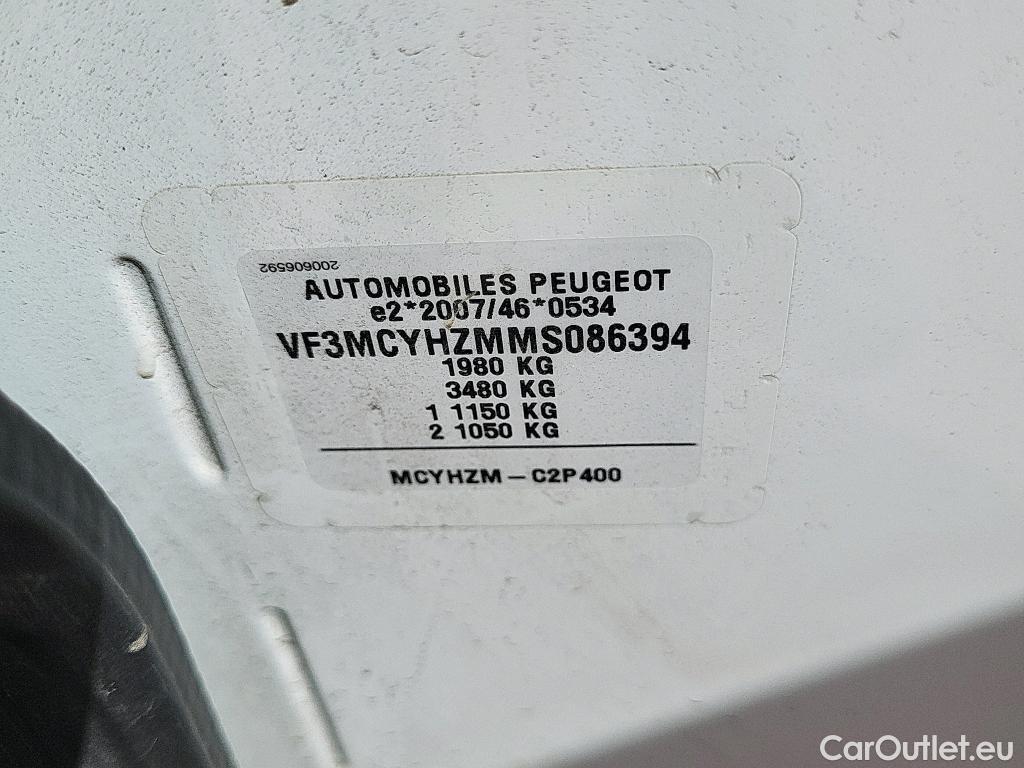 200606592
AUTOMOBILES PEUGEOT
e2*2007/46*0534
VF3MCYHZMMS086394
1980 KG
3480 KG
1 1150 KG
2 1050 KG
MCYHZM – C2P400
CarOutlet.eu